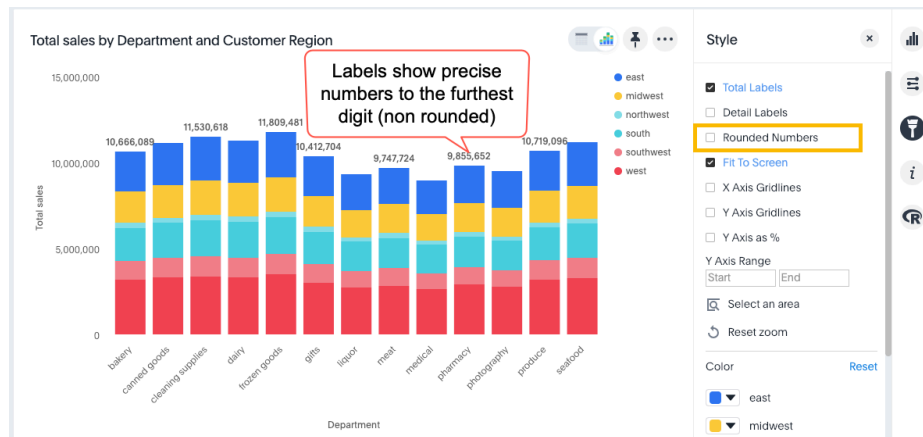 Total sales by Department and Customer Region
Labels show precise
numbers to the furthest
digit (non rounded)
15,000,000
10,000,000
5,000,000
0
Total sales
10,666,089
11,530,618
11,809,481
10,412,704
9,747,724
9,855,652
10,719,096
bakery
canned goods
cleaning supplies
dairy
frozen goods
gifts
liquor
meat
medical
pharmacy
photography
produce
seafood
Department
east
midwest
northwest
south
southwest
west
Style
Total Labels
Detail Labels
Rounded Numbers
Fit To Screen
X Axis Gridlines
Y Axis Gridlines
Y Axis as %
Y Axis Range
Start End
Select an area
Reset zoom
Color Reset
east
midwest
i
R